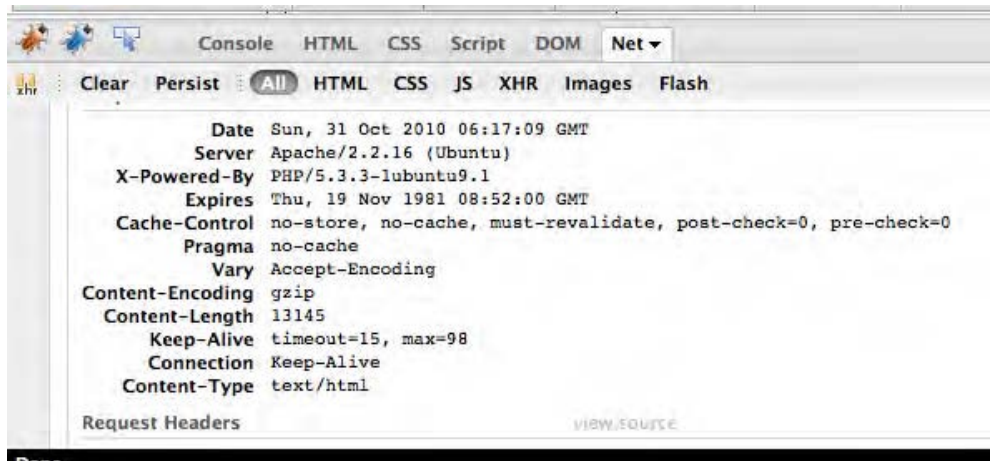 Console HTML CSS Script DOM Net
xhr Clear Persist All HTML CSS JS XHR Images Flash
Date Sun, 31 Oct 2010 06:17:09 GMT
Server Apache/2.2.16 (Ubuntu)
X-Powered-By PHP/5.3.3-1ubuntu9.1
Expires Thu, 19 Nov 1981 08:52:00 GMT
Cache-Control no-store, no-cache, must-revalidate, post-check=0, pre-check=0
Pragma no-cache
Vary Accept-Encoding
Content-Encoding gzip
Content-Length 13145
Keep-Alive timeout=15, max=98
Connection Keep-Alive
Content-Type text/html
Request Headers view source